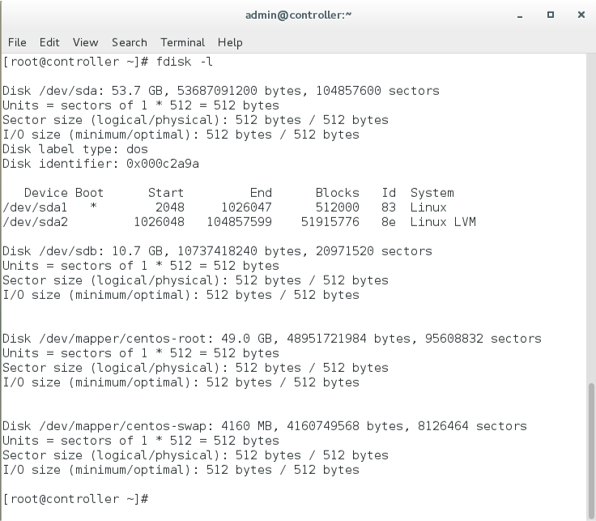 admin@controller:~
File Edit View Search Terminal Help
[root@controller ~]# fdisk -l
Disk /dev/sda: 53.7 GB, 53687091200 bytes, 104857600 sectors
Units = sectors of 1 * 512 = 512 bytes
Sector size (logical/physical): 512 bytes / 512 bytes
I/O size (minimum/optimal): 512 bytes / 512 bytes
Disk label type: dos
Disk identifier: 0x000c2a9a
Device Boot Start End Blocks Id System
/dev/sda1 * 2048 1026047 512000 83 Linux
/dev/sda2 1026048 104857599 51915776 8e Linux LVM
Disk /dev/sdb: 10.7 GB, 10737418240 bytes, 20971520 sectors
Units = sectors of 1 * 512 = 512 bytes
Sector size (logical/physical): 512 bytes / 512 bytes
I/O size (minimum/optimal): 512 bytes / 512 bytes
Disk /dev/mapper/centos-root: 49.0 GB, 48951721984 bytes, 95608832 sectors
Units = sectors of 1 * 512 = 512 bytes
Sector size (logical/physical): 512 bytes / 512 bytes
I/O size (minimum/optimal): 512 bytes / 512 bytes
Disk /dev/mapper/centos-swap: 4160 MB, 4160749568 bytes, 8126464 sectors
Units = sectors of 1 * 512 = 512 bytes
Sector size (logical/physical): 512 bytes / 512 bytes
I/O size (minimum/optimal): 512 bytes / 512 bytes
[root@controller ~]#